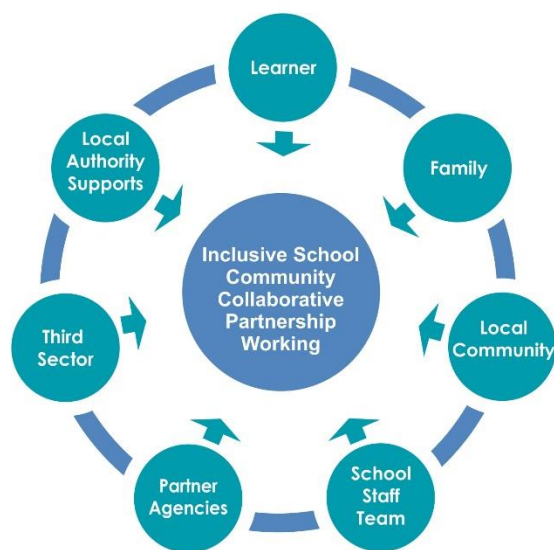 Learner
Family
Local
Community
School
Staff
Team
Partner
Agencies
Third
Sector
Local
Authority
Supports
Inclusive School
Community
Collaborative
Partnership
Working